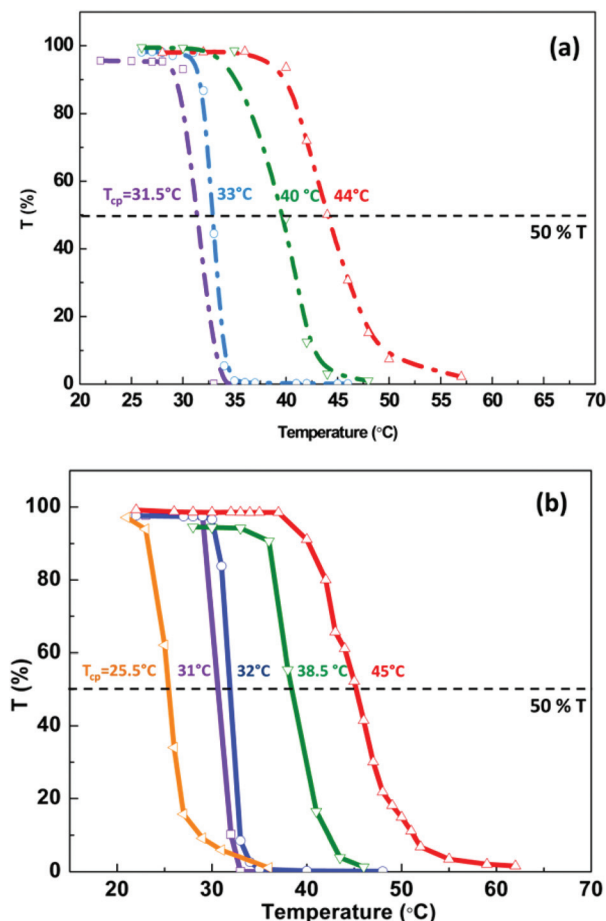 (a)
100
80
60
40
20
0
T (%)
Tcp=31.5°C 33°C 40 °C 44°C
50 % T
20 25 30 35 40 45 50 55 60 65 70
Temperature (°C)
(b)
100
80
60
40
20
0
T (%)
Tcp=25.5°C 31°C 32°C 38.5 °C 45°C
50 % T
20 30 40 50 60 70
Temperature (°C)